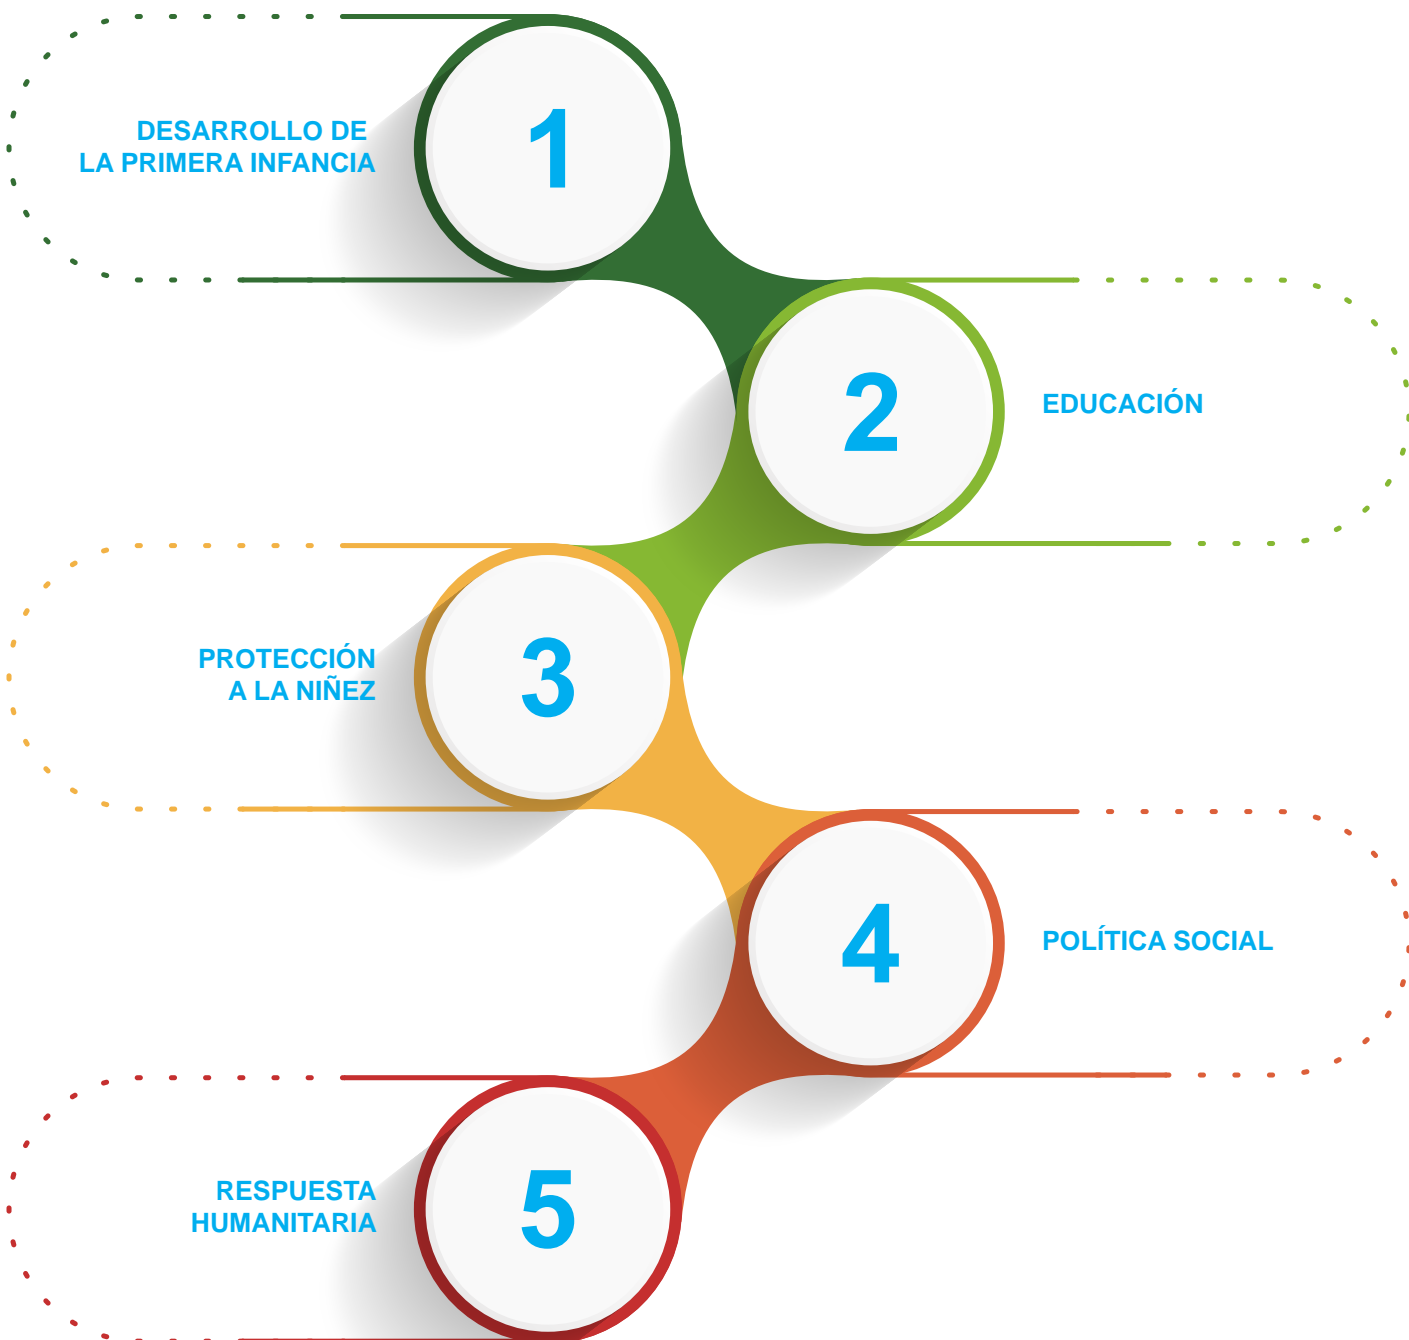 1
DESARROLLO DE
LA PRIMERA INFANCIA
2
EDUCACIÓN
3
PROTECCIÓN
A LA NIÑEZ
4
POLÍTICA SOCIAL
5
RESPUESTA
HUMANITARIA